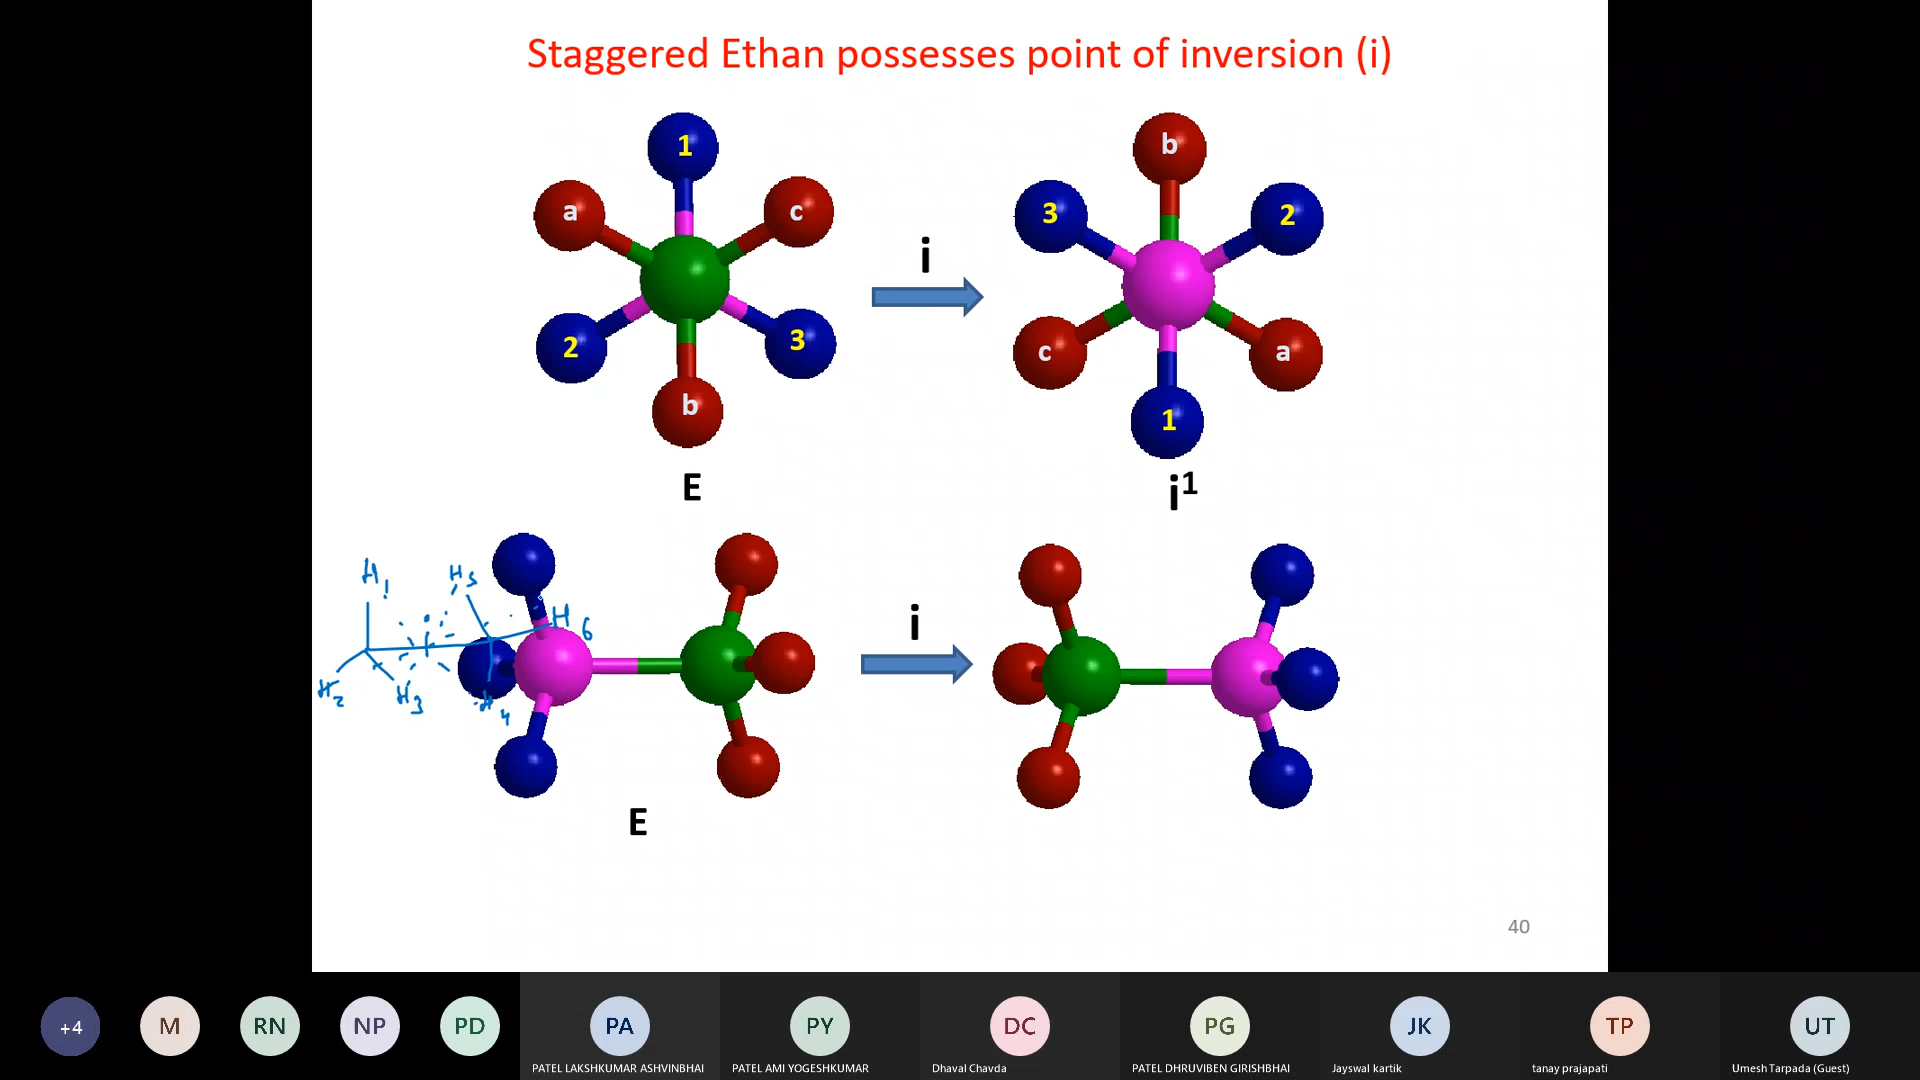 Staggered Ethan possesses point of inversion (i)
1
b
a
c
3
2
i
2
3
c
a
b
1
E
i¹
H₁
H₅
H₆
i
H₂
H₃
H₄
E
40
+4
M
RN
NP
PD
PA
PY
DC
PG
JK
TP
UT
PATEL LAKSHKUMAR ASHVINBHAI
PATEL AMI YOGESHKUMAR
Dhaval Chavda
PATEL DHRUVIBEN GIRISHBHAI
Jayswal kartik
tanay prajapati
Umesh Tarpada (Guest)